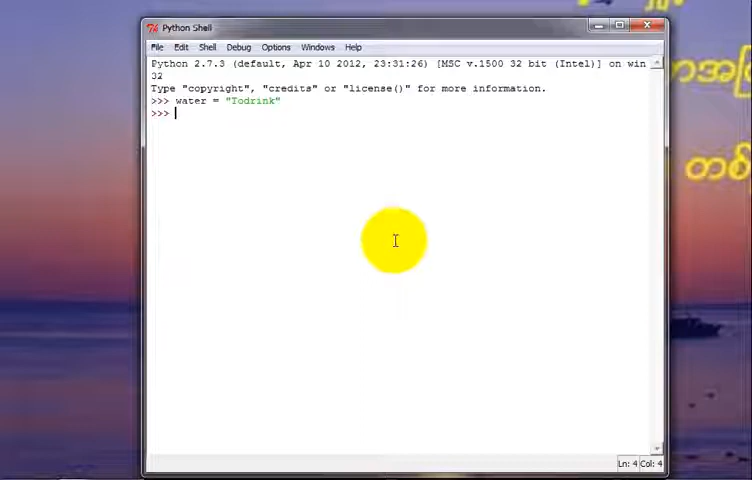 Python Shell
File Edit Shell Debug Options Windows Help
Python 2.7.3 (default, Apr 10 2012, 23:31:26) [MSC v.1500 32 bit (Intel)] on win
32
Type "copyright", "credits" or "license()" for more information.
>>> water = "Todrink"
>>>
Ln: 4 Col: 4
တစ်